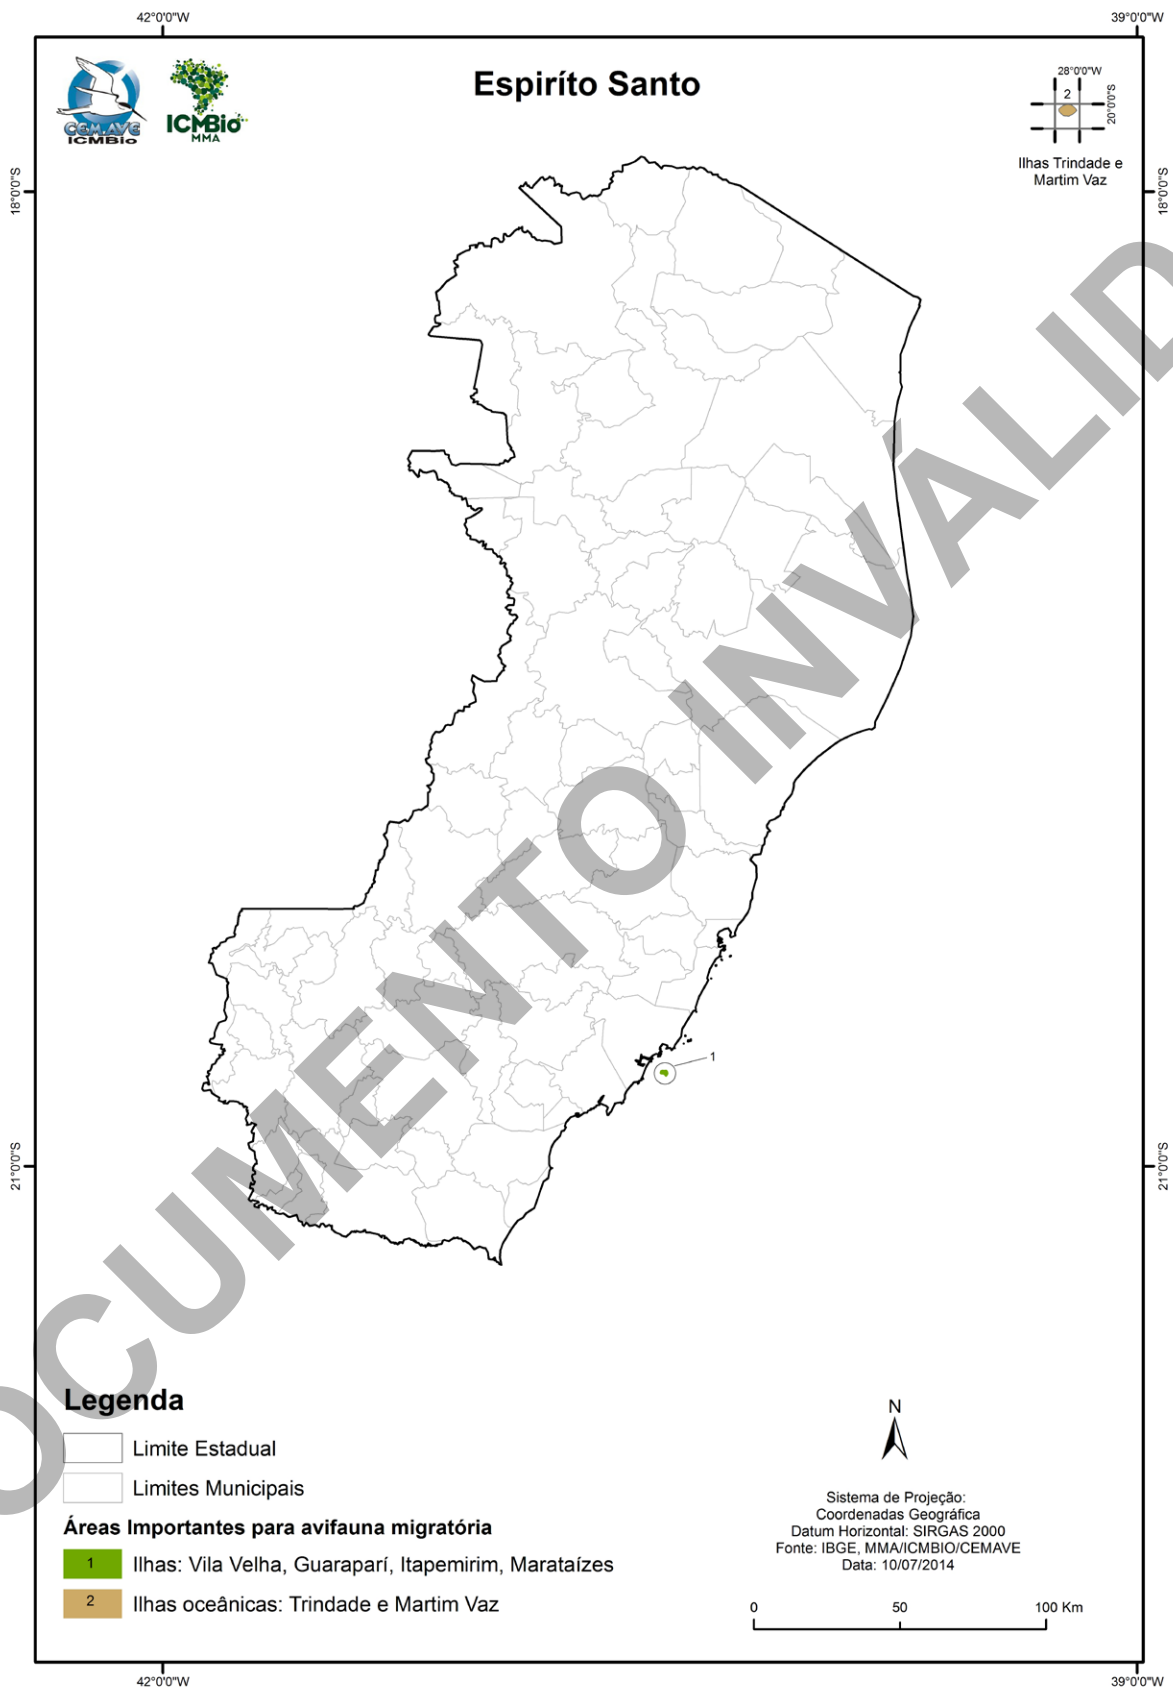 42°0'0"W
39°0'0"W
Espiríto Santo
CEMAVE
ICMBio
ICMBio
MMA
28°0'0"W
2
20°0'0"S
Ilhas Trindade e
Martim Vaz
18°0'0"S
18°0'0"S
1
21°0'0"S
21°0'0"S
DOCUMENTO INVÁLID
Legenda
Limite Estadual
Limites Municipais
Áreas Importantes para avifauna migratória
1 Ilhas: Vila Velha, Guaraparí, Itapemirim, Marataízes
2 Ilhas oceânicas: Trindade e Martim Vaz
N
Sistema de Projeção:
Coordenadas Geográfica
Datum Horizontal: SIRGAS 2000
Fonte: IBGE, MMA/ICMBIO/CEMAVE
Data: 10/07/2014
0 50 100 Km
42°0'0"W
39°0'0"W